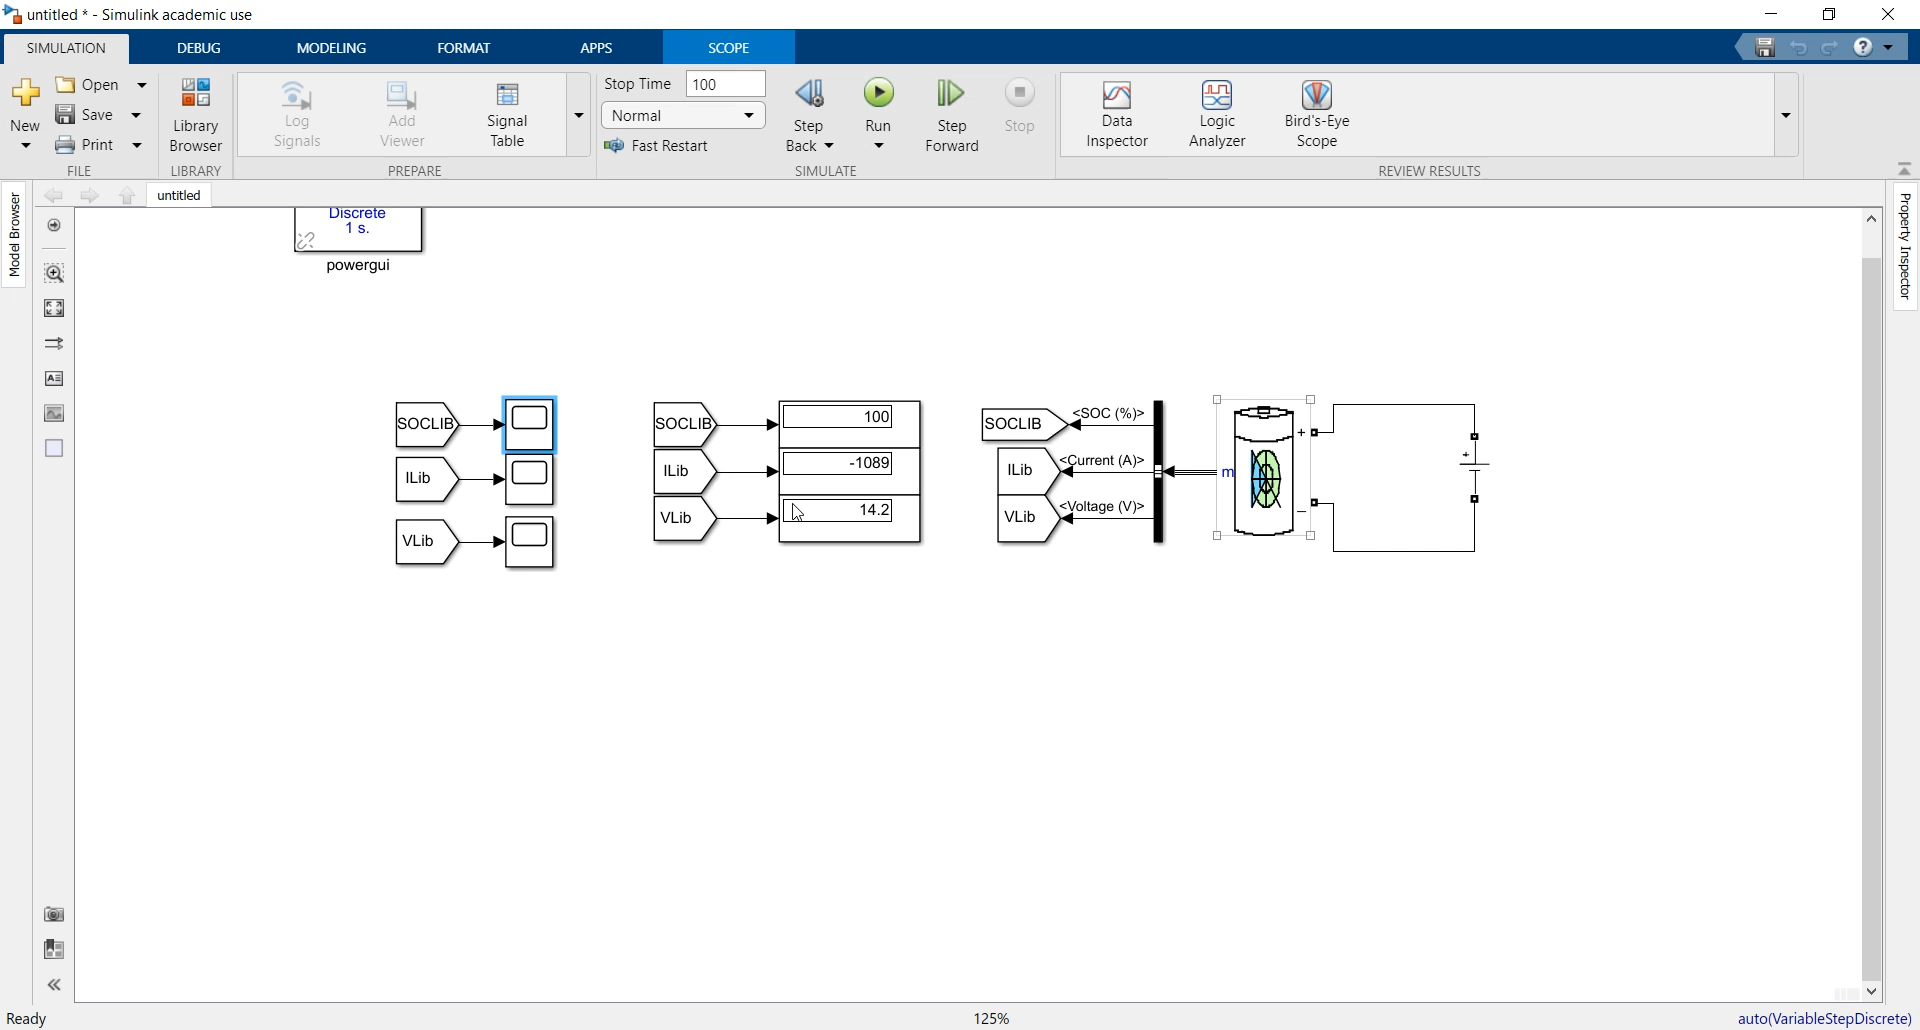 untitled * - Simulink academic use
SIMULATION
DEBUG
MODELING
FORMAT
APPS
SCOPE
New
Open
Save
Print
FILE
Library Browser
LIBRARY
Log Signals
Add Viewer
Signal Table
PREPARE
Stop Time 100
Normal
Fast Restart
Step Back
Run
Step Forward
Stop
SIMULATE
Data Inspector
Logic Analyzer
Bird's-Eye Scope
REVIEW RESULTS
Model Browser
untitled
Property Inspector
Discrete
1 s.
powergui
SOCLIB
ILib
VLib
SOCLIB
100
ILib
-1089
VLib
14.2
SOCLIB
<SOC (%)>
ILib
<Current (A)>
VLib
<Voltage (V)>
m
+
–
+
Ready
125%
auto(VariableStepDiscrete)